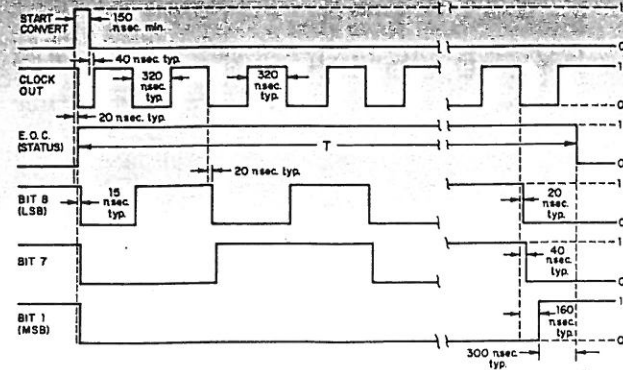 START CONVERT
150 nsec. min.
1
0
40 nsec. typ.
CLOCK OUT
320 nsec. typ.
320 nsec. typ.
1
0
20 nsec. typ.
E.O.C. (STATUS)
T
1
0
20 nsec. typ.
BIT 8 (LSB)
15 nsec. typ.
20 nsec. typ.
1
0
BIT 7
40 nsec. typ.
1
0
BIT 1 (MSB)
160 nsec. typ.
1
0
300 nsec. typ.